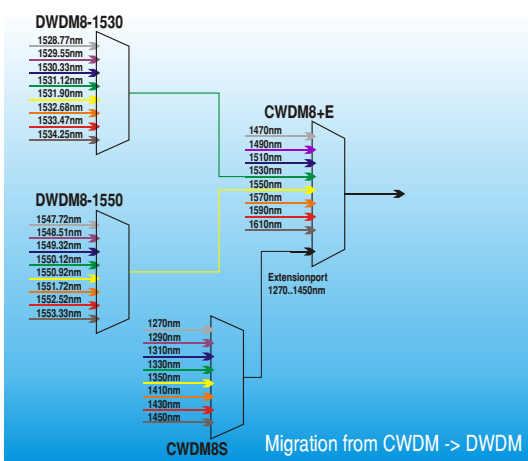 DWDM8-1530
1528.77nm
1529.55nm
1530.33nm
1531.12nm
1531.90nm
1532.68nm
1533.47nm
1534.25nm
CWDM8+E
1470nm
1490nm
1510nm
1530nm
1550nm
1570nm
1590nm
1610nm
Extensionport
1270..1450nm
DWDM8-1550
1547.72nm
1548.51nm
1549.32nm
1550.12nm
1550.92nm
1551.72nm
1552.52nm
1553.33nm
1270nm
1290nm
1310nm
1330nm
1350nm
1410nm
1430nm
1450nm
CWDM8S
Migration from CWDM -> DWDM